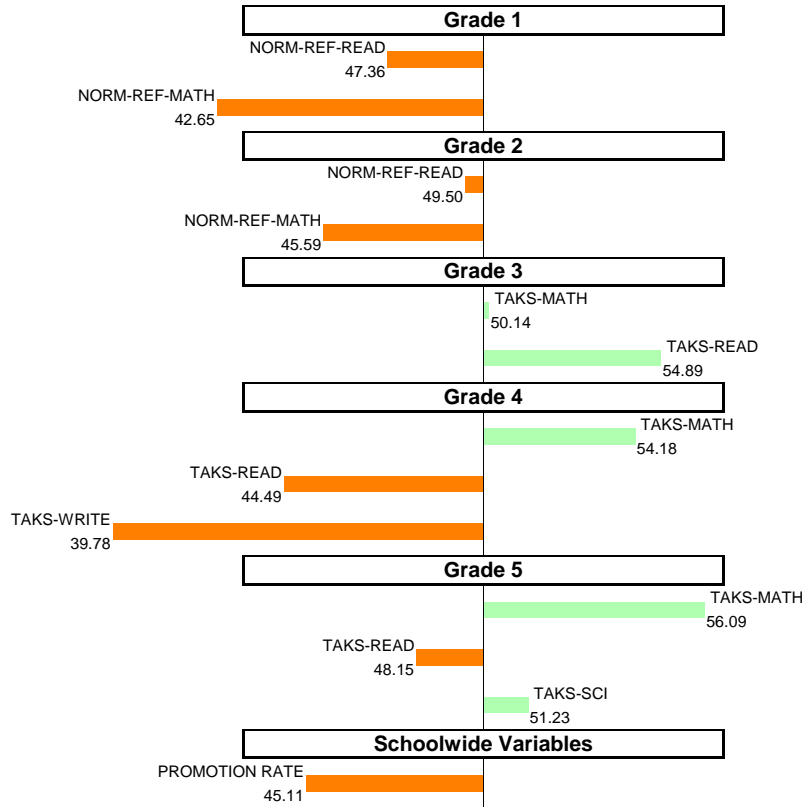 Grade 1
NORM-REF-READ
47.36
NORM-REF-MATH
42.65
Grade 2
NORM-REF-READ
49.50
NORM-REF-MATH
45.59
Grade 3
TAKS-MATH
50.14
TAKS-READ
54.89
Grade 4
TAKS-MATH
54.18
TAKS-READ
44.49
TAKS-WRITE
39.78
Grade 5
TAKS-MATH
56.09
TAKS-READ
48.15
TAKS-SCI
51.23
Schoolwide Variables
PROMOTION RATE
45.11